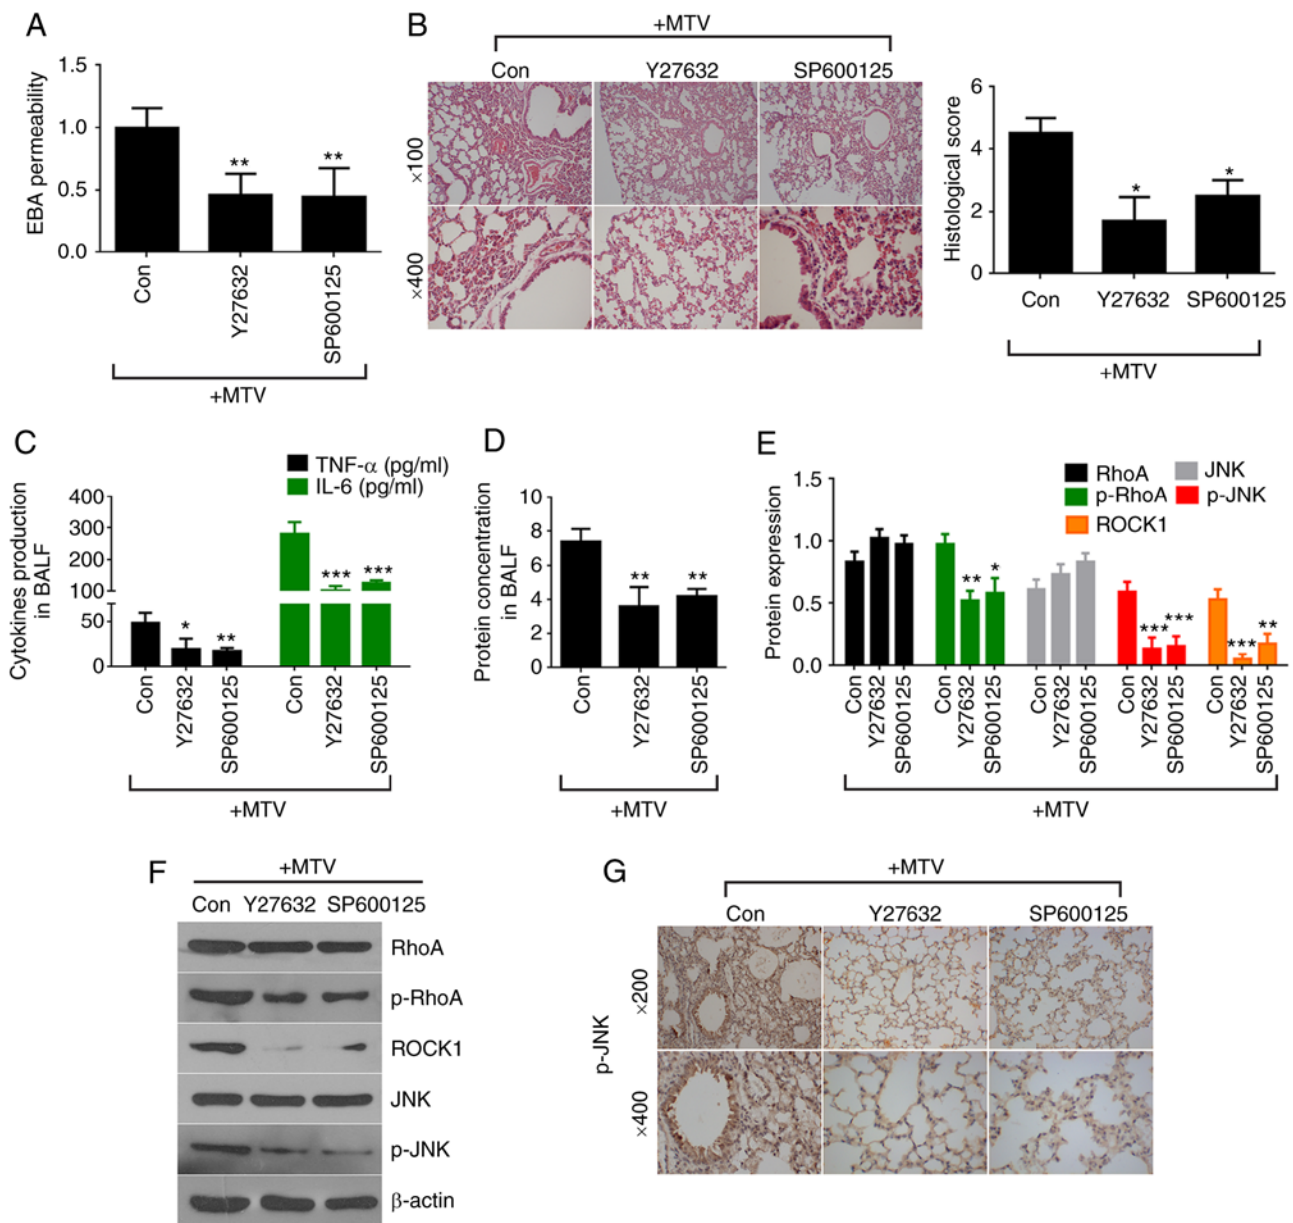 A
EBA permeability
1.5
1.0
0.5
0.0
**
**
Con
Y27632
SP600125
+MTV
B
+MTV
Con
Y27632
SP600125
×100
×400
Histological score
6
4
2
0
*
*
Con
Y27632
SP600125
+MTV
C
TNF-α (pg/ml)
IL-6 (pg/ml)
Cytokines production
in BALF
400
300
200
100
50
0
*
**
***
***
Con
Y27632
SP600125
Con
Y27632
SP600125
+MTV
D
Protein concentration
in BALF
10
8
6
4
2
0
**
**
Con
Y27632
SP600125
+MTV
E
RhoA
JNK
p-RhoA
p-JNK
ROCK1
Protein expression
1.5
1.0
0.5
0.0
**
*
***
***
***
**
Con
Y27632
SP600125
Con
Y27632
SP600125
Con
Y27632
SP600125
Con
Y27632
SP600125
Con
Y27632
SP600125
+MTV
F
+MTV
Con Y27632 SP600125
RhoA
p-RhoA
ROCK1
JNK
p-JNK
β-actin
G
+MTV
Con
Y27632
SP600125
p-JNK
×200
×400